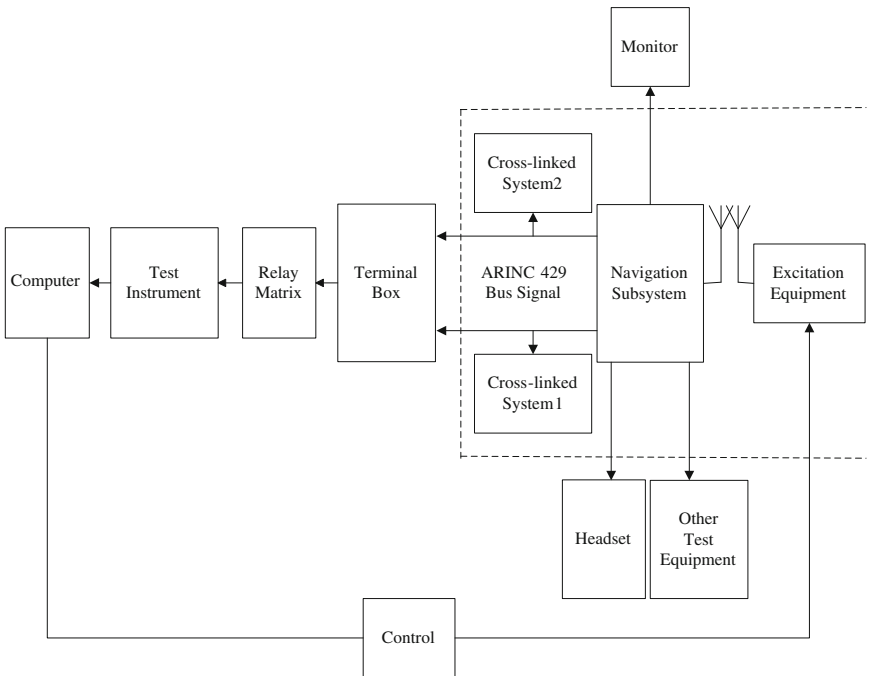 Monitor
Cross-linked
System2
Computer
Test
Instrument
Relay
Matrix
Terminal
Box
ARINC 429
Bus Signal
Navigation
Subsystem
Excitation
Equipment
Cross-linked
System1
Headset
Other
Test
Equipment
Control